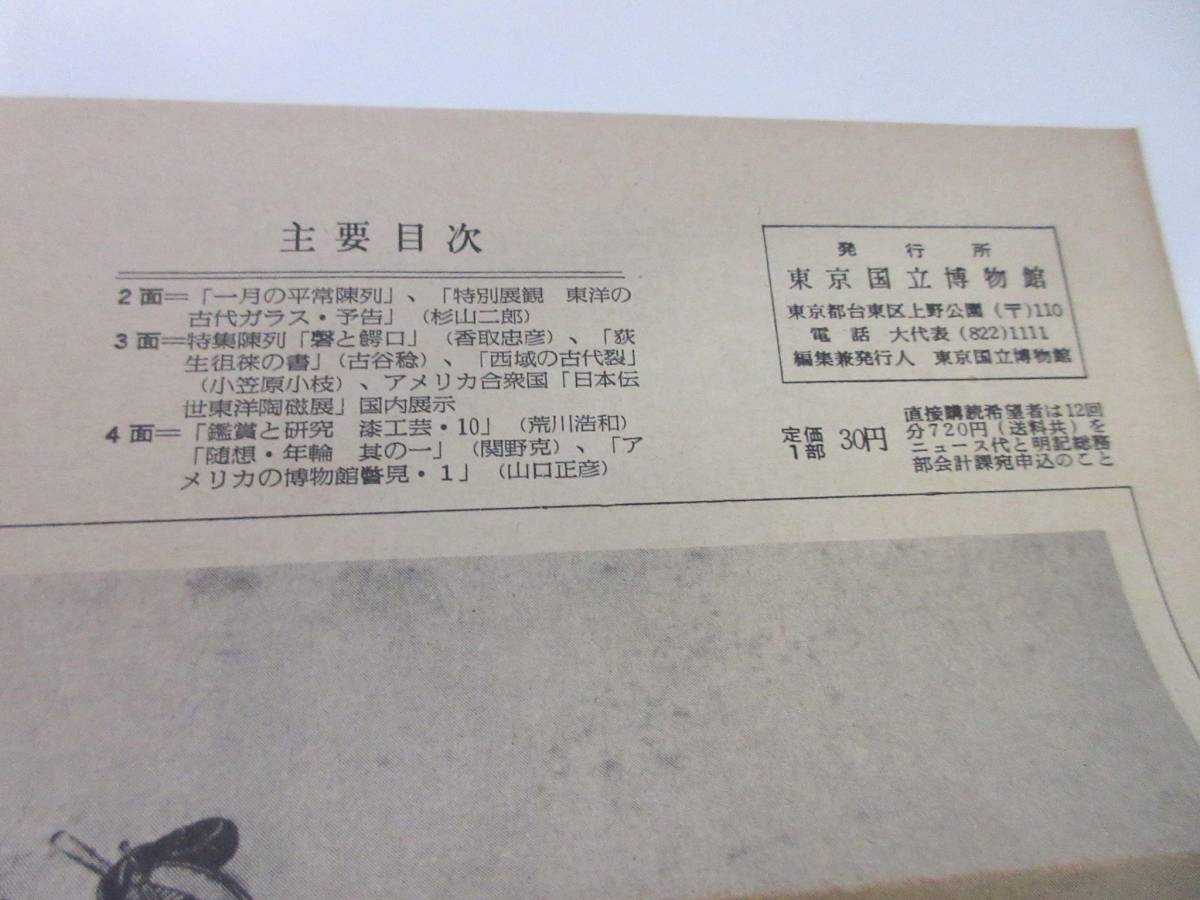 主要目次
2面=「一月の平常陳列」、「特別展観　東洋の
古代ガラス・予告」(杉山二郎)
3面=特集陳列「磬と鰐口」(香取忠彦)、「荻
生徂徠の書」(古谷稔)、「西域の古代裂」
(小笠原小枝)、アメリカ合衆国「日本伝
世東洋陶磁展」国内展示
4面=「鑑賞と研究　漆工芸・10」(荒川浩和)
「随想・年輪　其の一」(関野克)、「ア
メリカの博物館瞥見・1」(山口正彦)
発行所
東京国立博物館
東京都台東区上野公園(〒)110
電話　大代表(822)1111
編集兼発行人　東京国立博物館
定価
1部　30円
直接購読希望者は12回
分720円(送料共)を
ニュース代と明記総務
部会計課宛申込のこと